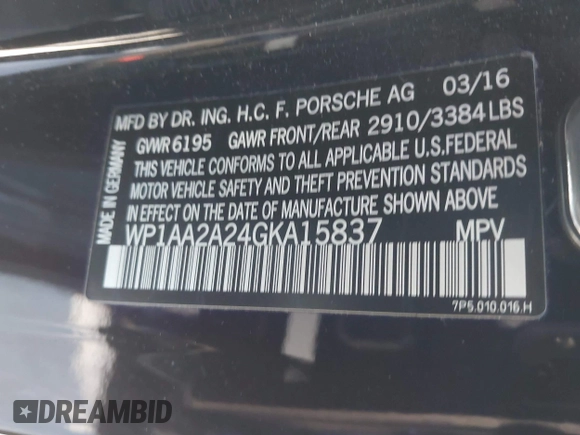 MFD BY DR. ING. H.C. F. PORSCHE AG 03/16
GVWR 6195 GAWR FRONT/REAR 2910/3384 LBS
THIS VEHICLE CONFORMS TO ALL APPLICABLE U.S. FEDERAL
MOTOR VEHICLE SAFETY AND THEFT PREVENTION STANDARDS
IN EFFECT ON THE DATE OF MANUFACTURE SHOWN ABOVE
WP1AA2A24GKA15837 MPV
7P5.010.016.H
MADE IN GERMANY
DREAMBID